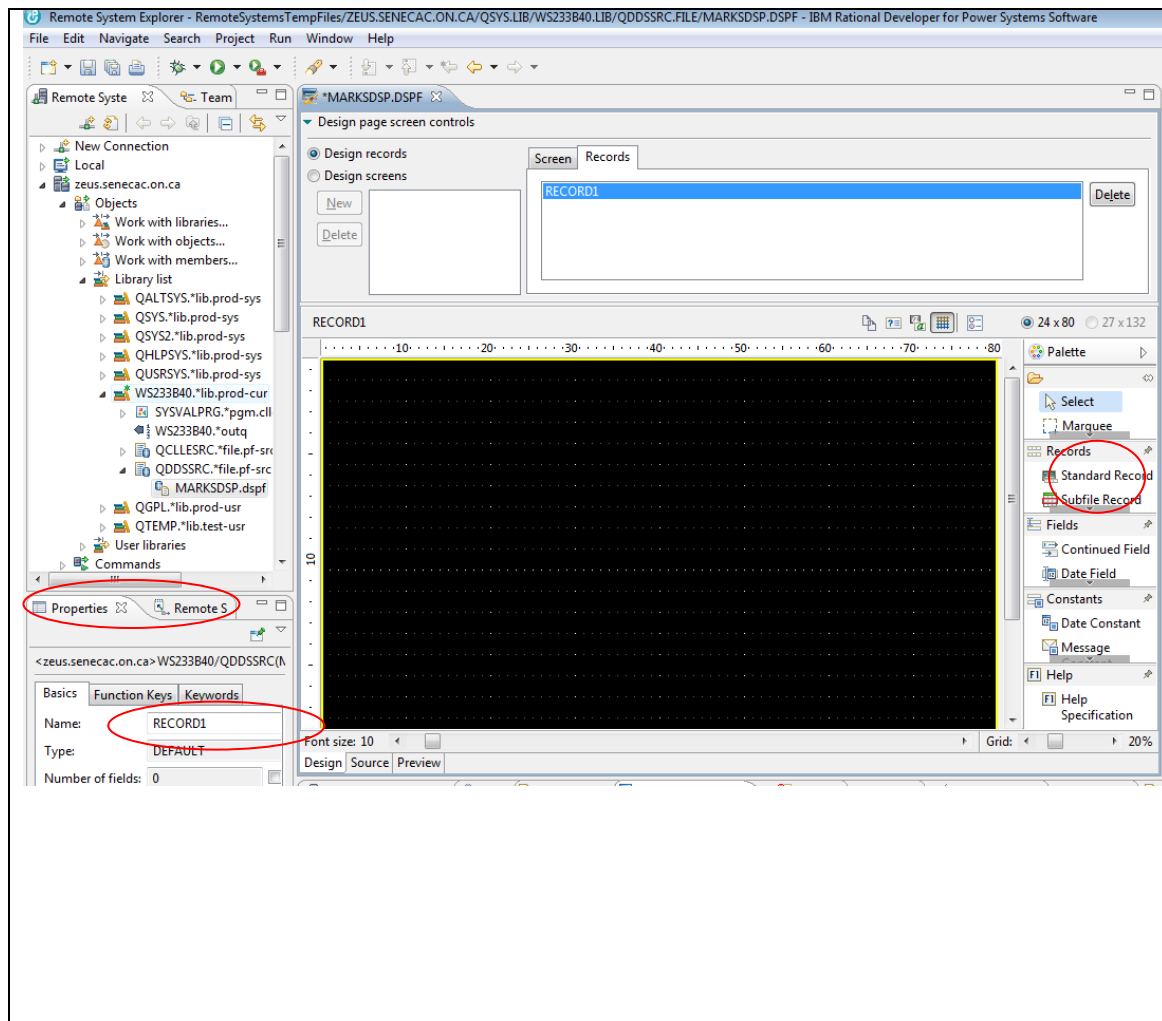 Remote System Explorer - RemoteSystemsTempFiles/ZEUS.SENECAC.ON.CA/QSYS.LIB/WS233B40.LIB/QDDSSRC.FILE/MARKSDSP.DSPF - IBM Rational Developer for Power Systems Software
File Edit Navigate Search Project Run Window Help
Remote Syste
Team
New Connection
Local
zeus.senecac.on.ca
Objects
Work with libraries...
Work with objects...
Work with members...
Library list
QALTSYS.*lib.prod-sys
QSYS.*lib.prod-sys
QSYS2.*lib.prod-sys
QHLPSYS.*lib.prod-sys
QUSRSYS.*lib.prod-sys
WS233B40.*lib.prod-cur
SYSVALPRG.*pgm.cll
WS233B40.*outq
QCLLESRC.*file.pf-src
QDDSSRC.*file.pf-src
MARKSDSP.dspf
QGPL.*lib.prod-usr
QTEMP.*lib.test-usr
User libraries
Commands
Properties
Remote S
<zeus.senecac.on.ca>WS233B40/QDDSSRC(M
Basics Function Keys Keywords
Name: RECORD1
Type: DEFAULT
Number of fields: 0
*MARKSDSP.DSPF
Design page screen controls
Design records
Design screens
New
Delete
Screen Records
RECORD1
Delete
RECORD1
24 x 80 27 x 132
10 20 30 40 50 60 70 80
10
Palette
Select
Marquee
Records
Standard Record
Subfile Record
Fields
Continued Field
Date Field
Constants
Date Constant
Message
Help
Help
Specification
Font size: 10
Grid: 20%
Design Source Preview